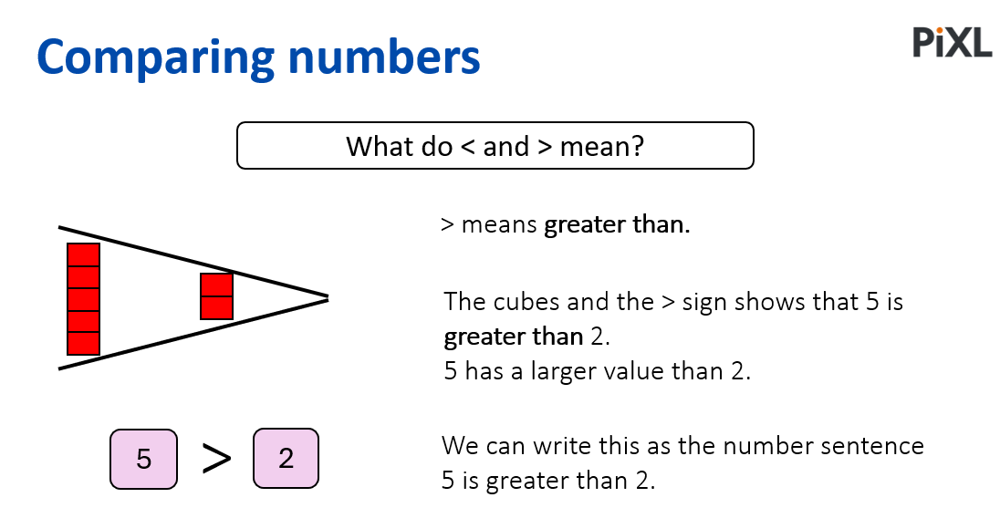 Comparing numbers
PiXL
What do < and > mean?
> means greater than.
The cubes and the > sign shows that 5 is
greater than 2.
5 has a larger value than 2.
5 > 2
We can write this as the number sentence
5 is greater than 2.